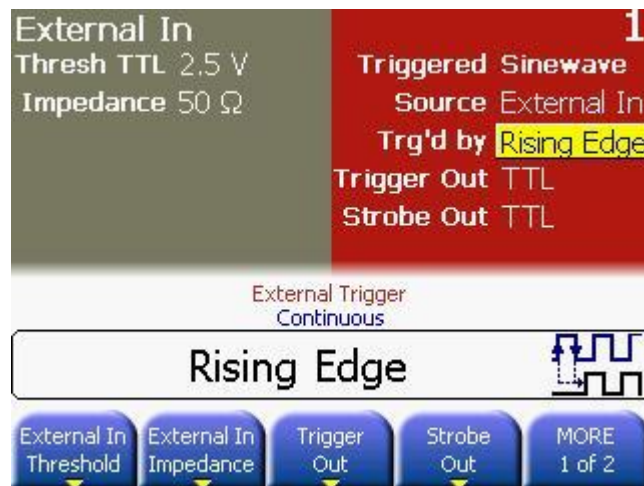 External In
Thresh TTL 2.5 V
Impedance 50 Ω
1
Triggered Sinewave
Source External In
Trg'd by Rising Edge
Trigger Out TTL
Strobe Out TTL
External Trigger
Continuous
Rising Edge
External In Threshold
External In Impedance
Trigger Out
Strobe Out
MORE 1 of 2